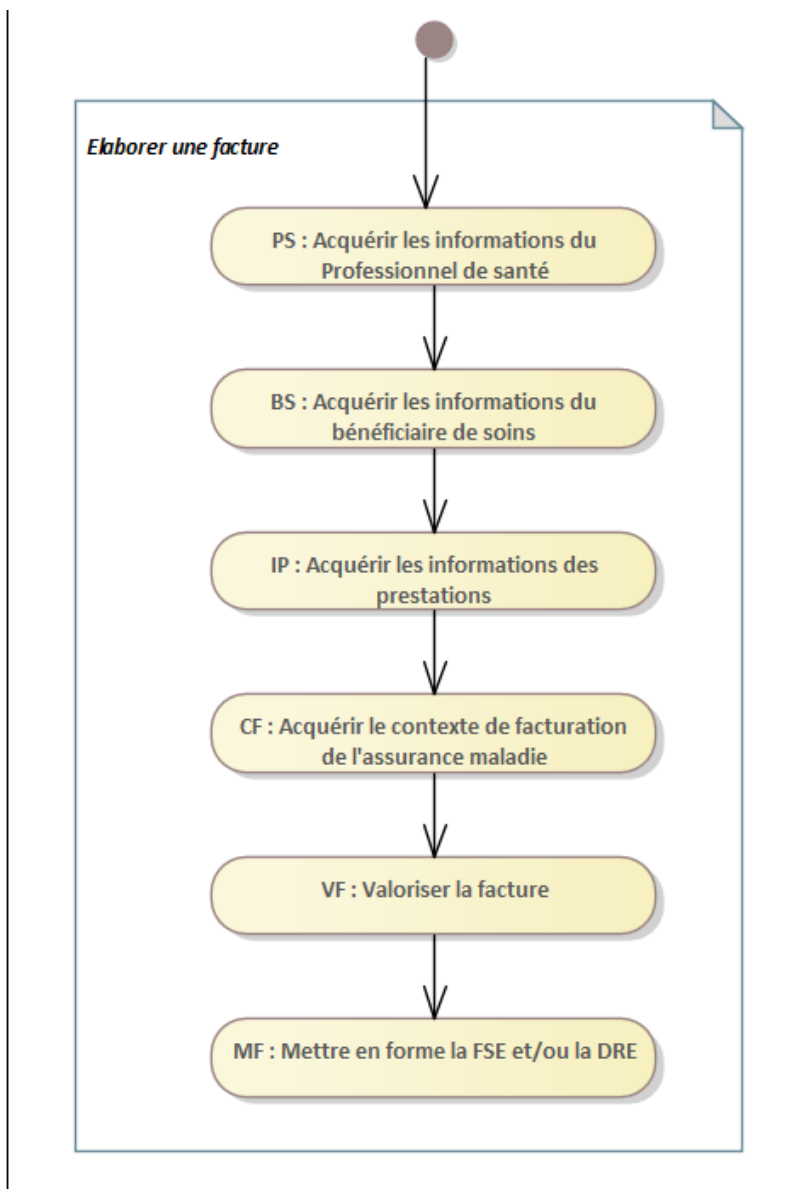 Elaborer une facture
PS : Acquérir les informations du
Professionnel de santé
BS : Acquérir les informations du
bénéficiaire de soins
IP : Acquérir les informations des
prestations
CF : Acquérir le contexte de facturation
de l'assurance maladie
VF : Valoriser la facture
MF : Mettre en forme la FSE et/ou la DRE